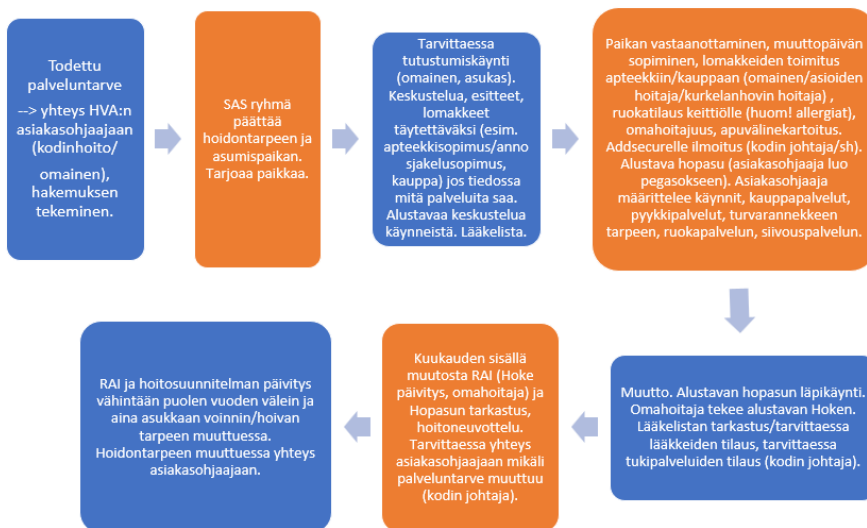 Todettu
palveluntarve
--> yhteys HVA:n
asiakasohjaajaan
(kodinhoito/
omainen),
hakemuksen
tekeminen.
SAS ryhmä
päättää
hoidontarpeen ja
asumispaikan.
Tarjoaa paikkaa.
Tarvittaessa
tutustumiskäynti
(omainen, asukas).
Keskustelua, esitteet,
lomakkeet
täytettäväksi (esim.
apteekkisopimus/anno
sjakelusopimus,
kauppa) jos tiedossa
mitä palveluita saa.
Alustavaa keskustelua
käynneistä. Lääkelista.
Paikan vastaanottaminen, muuttopäivän
sopiminen, lomakkeiden toimitus
apteekkiin/kauppaan (omainen/asioiden
hoitaja/kurkelanhovin hoitaja) ,
ruokatilaus keittiölle (huom! allergiat),
omahoitajuus, apuvälinekartoitus.
Addsecurelle ilmoitus (kodin johtaja/sh).
Alustava hopasu (asiakasohjaaja luo
pegasokseen). Asiakasohjaaja
määrittelee käynnit, kauppapalvelut,
pyykkipalvelut, turvarannekkeen
tarpeen, ruokapalvelun, siivouspalvelun.
Muutto. Alustavan hopasun läpikäynti.
Omahoitaja tekee alustavan Hoken.
Lääkelistan tarkastus/tarvittaessa
lääkkeiden tilaus, tarvittaessa
tukipalveluiden tilaus (kodin johtaja).
Kuukauden sisällä
muutosta RAI (Hoke
päivitys, omahoitaja) ja
Hopasun tarkastus,
hoitoneuvottelu.
Tarvittaessa yhteys
asiakasohjaajaan mikäli
palveluntarve muuttuu
(kodin johtaja).
RAI ja hoitosuunnitelman päivitys
vähintään puolen vuoden välein ja
aina asukkaan voinnin/hoivan
tarpeen muuttuessa.
Hoidontarpeen muuttuessa yhteys
asiakasohjaajaan.